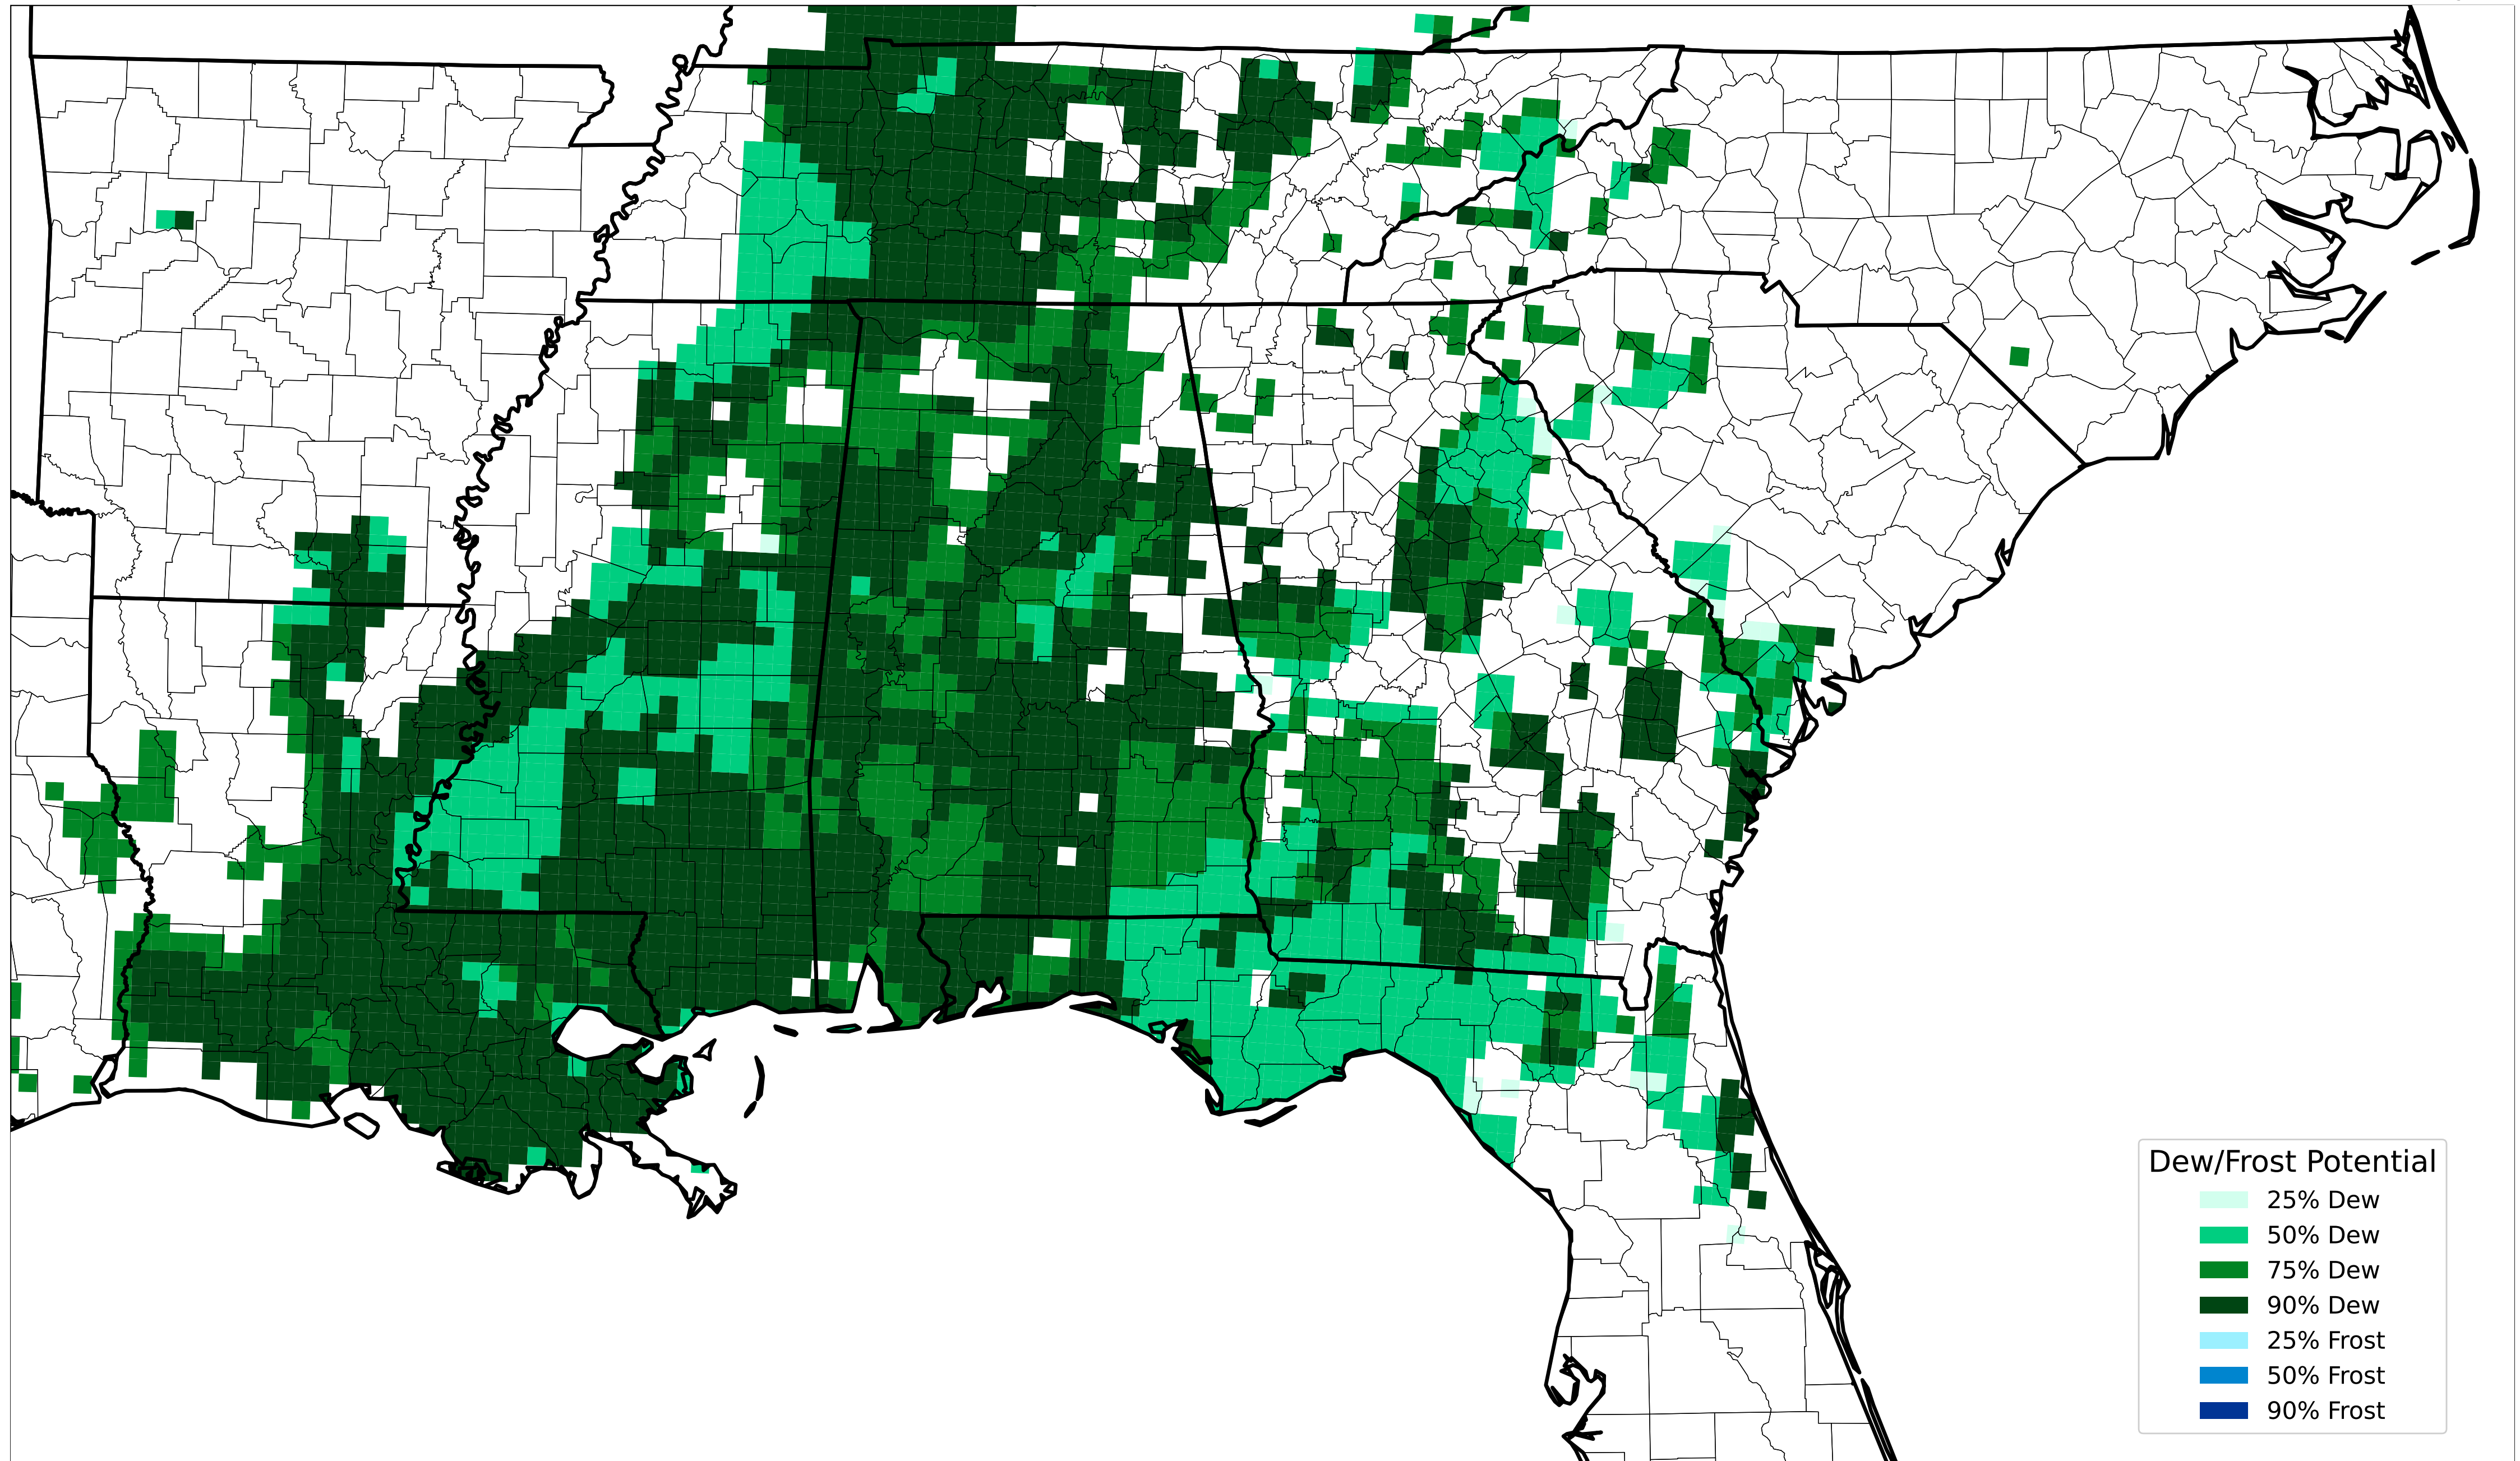 Dew/Frost Potential
25% Dew
50% Dew
75% Dew
90% Dew
25% Frost
50% Frost
90% Frost